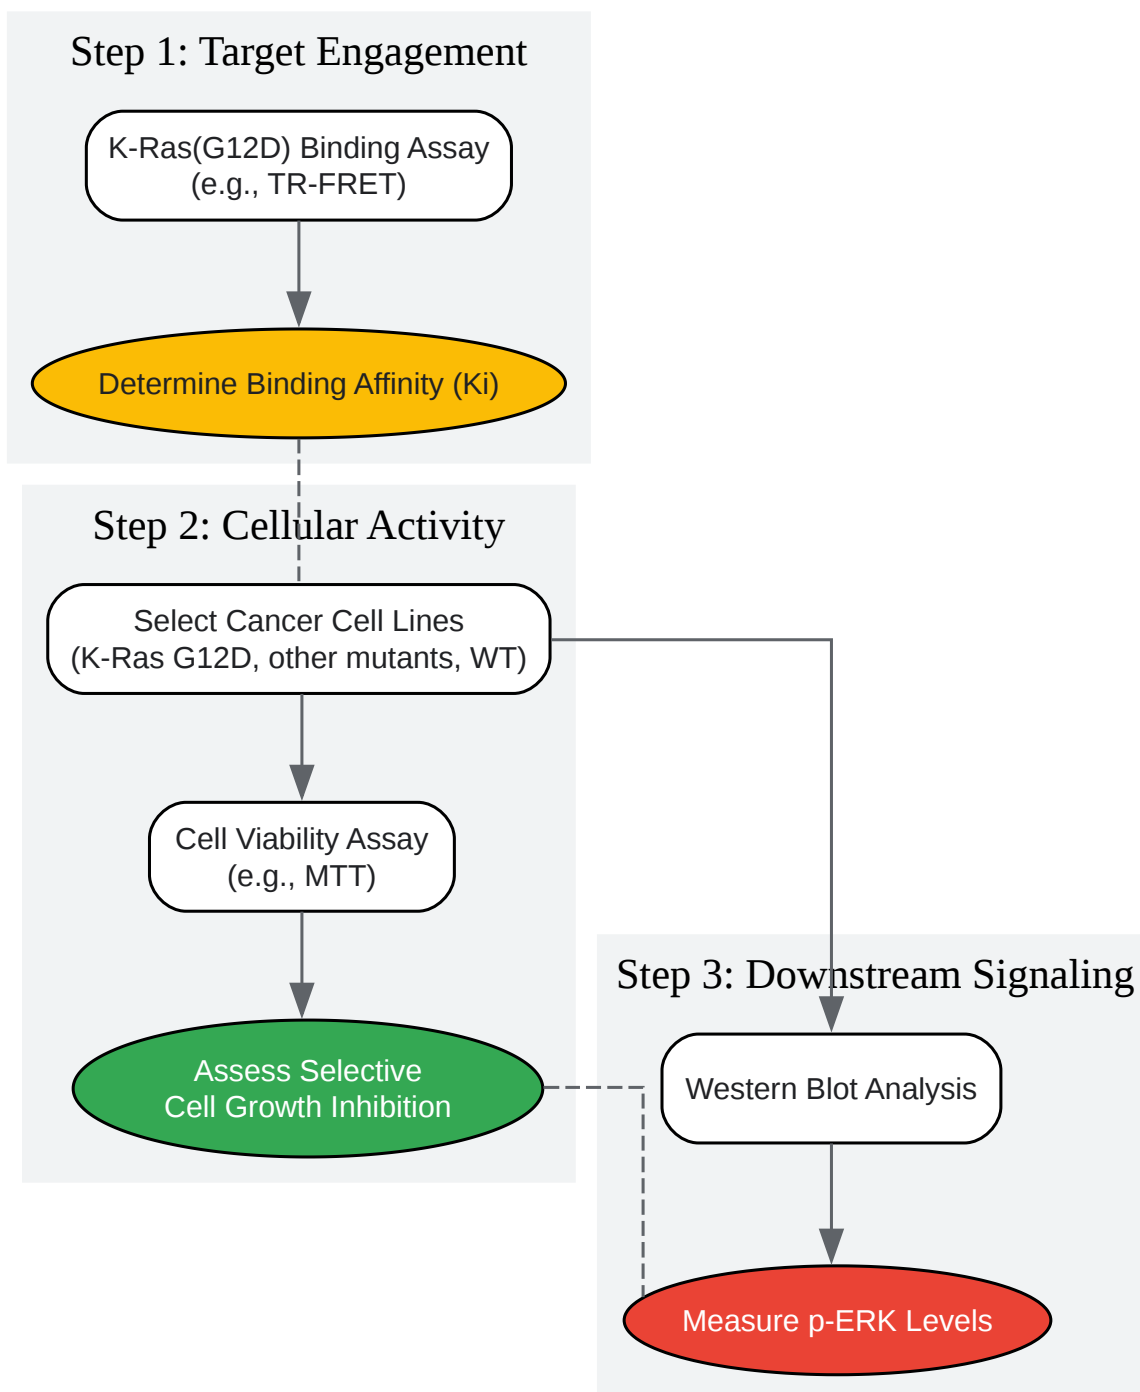 Step 1: Target Engagement
K-Ras(G12D) Binding Assay
(e.g., TR-FRET)
Determine Binding Affinity (Ki)
Step 2: Cellular Activity
Select Cancer Cell Lines
(K-Ras G12D, other mutants, WT)
Cell Viability Assay
(e.g., MTT)
Assess Selective
Cell Growth Inhibition
Step 3: Downstream Signaling
Western Blot Analysis
Measure p-ERK Levels